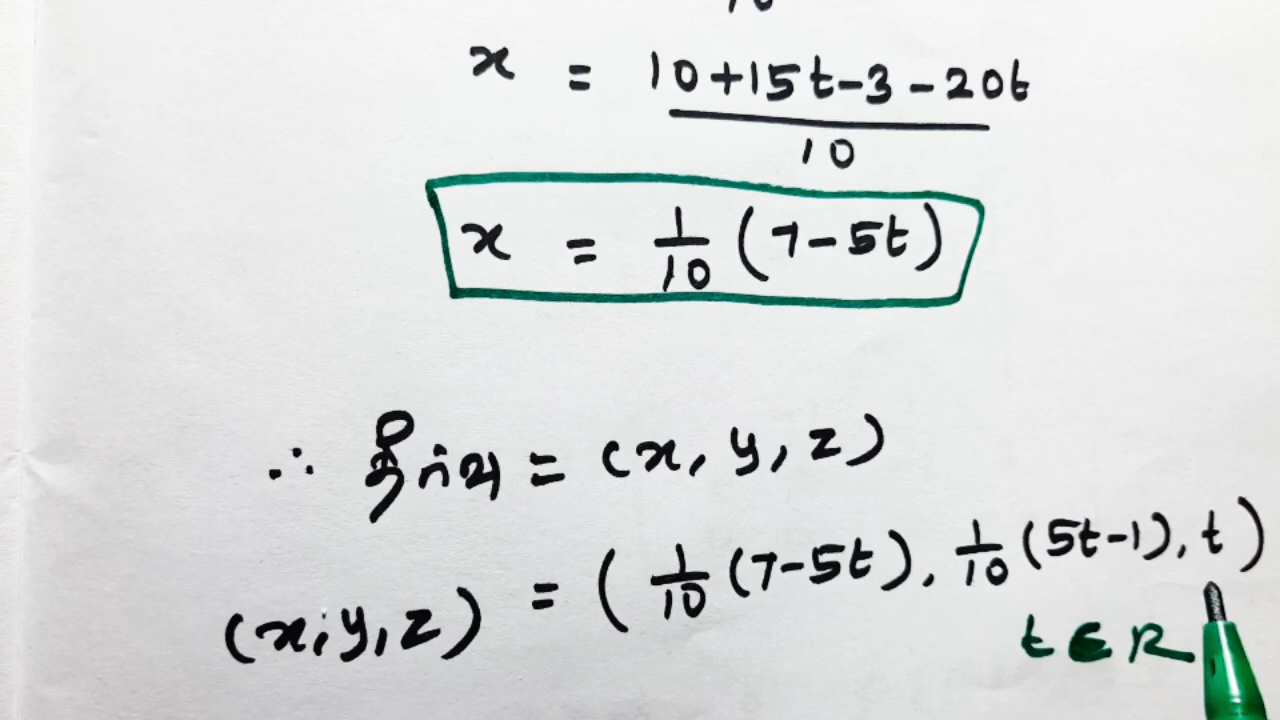 x = 10+15t-3-20t
10
x = 1/10 (7-5t)
∴ தீர்வு = (x, y, z)
(x, y, z) = (1/10 (7-5t), 1/10 (5t-1), t)
t ∈ R